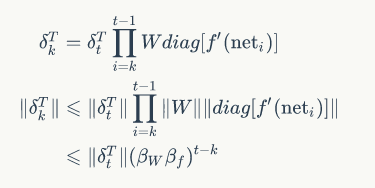 δ_k^T = δ_t^T ∏_{i=k}^{t−1} W diag[f′(net_i)]
‖δ_k^T‖ ⩽ ‖δ_t^T‖ ∏_{i=k}^{t−1} ‖W‖‖diag[f′(net_i)]‖
⩽ ‖δ_t^T‖(β_W β_f)^{t−k}